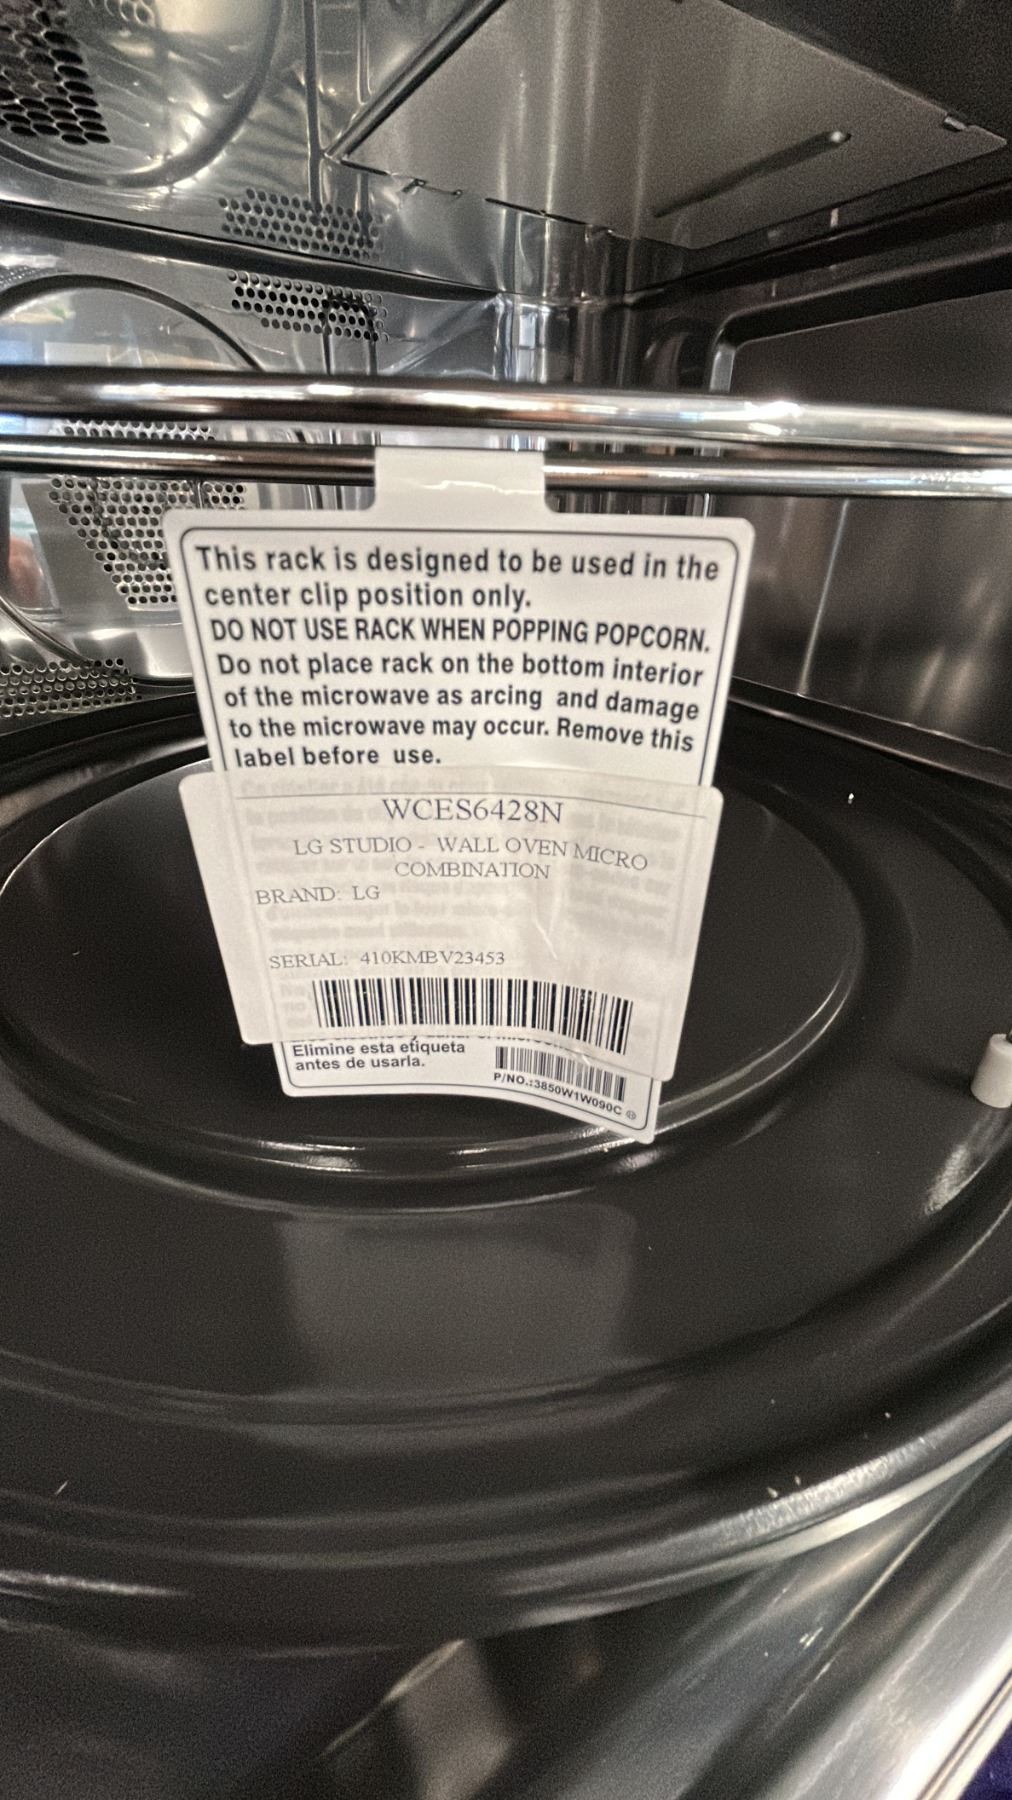 This rack is designed to be used in the
center clip position only.
DO NOT USE RACK WHEN POPPING POPCORN.
Do not place rack on the bottom interior
of the microwave as arcing and damage
to the microwave may occur. Remove this
label before use.
WCES6428N
LG STUDIO - WALL OVEN MICRO
COMBINATION
BRAND: LG
SERIAL: 410KMBV23453
Elimine esta etiqueta
antes de usarla.
P/NO.:3850W1W090C